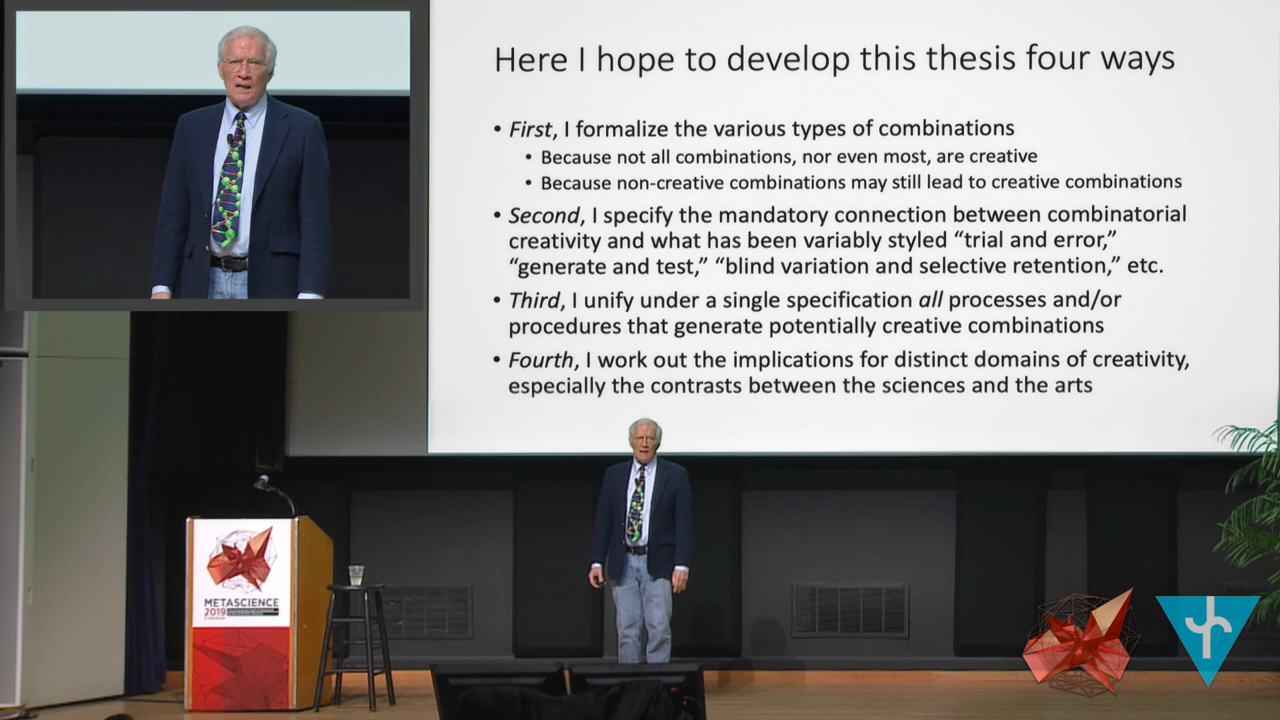 Here I hope to develop this thesis four ways
• First, I formalize the various types of combinations
• Because not all combinations, nor even most, are creative
• Because non-creative combinations may still lead to creative combinations
• Second, I specify the mandatory connection between combinatorial
creativity and what has been variably styled “trial and error,”
“generate and test,” “blind variation and selective retention,” etc.
• Third, I unify under a single specification all processes and/or
procedures that generate potentially creative combinations
• Fourth, I work out the implications for distinct domains of creativity,
especially the contrasts between the sciences and the arts
METASCIENCE
2019